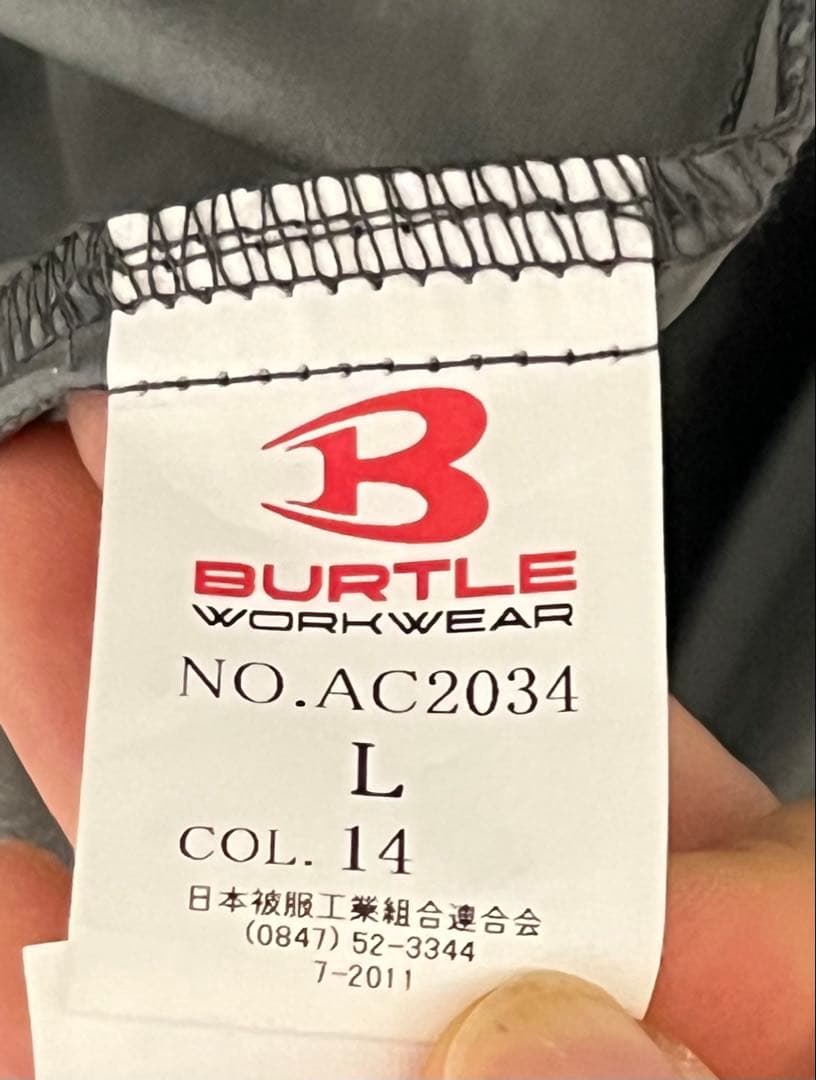 BURTLE
WORKWEAR
NO.AC2034
L
COL. 14
日本被服工業組合連合会
(0847) 52-3344
7-2011